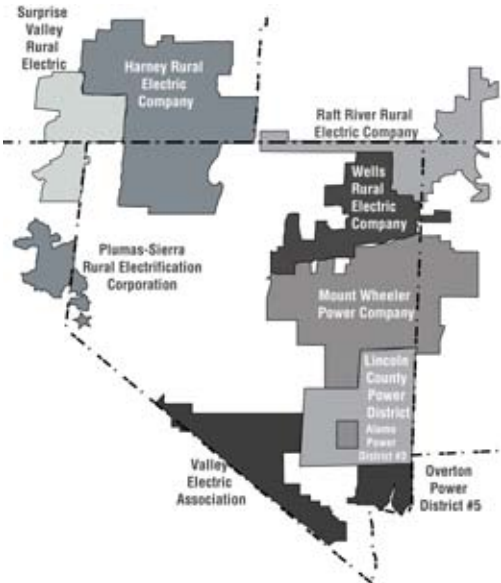 Surprise
Valley
Rural
Electric
Harney Rural
Electric
Company
Raft River Rural
Electric Company
Wells
Rural
Electric
Company
Plumas-Sierra
Rural Electrification
Corporation
Mount Wheeler
Power Company
Lincoln
County
Power
District
Alamo
Power
District #3
Valley
Electric
Association
Overton
Power
District #5